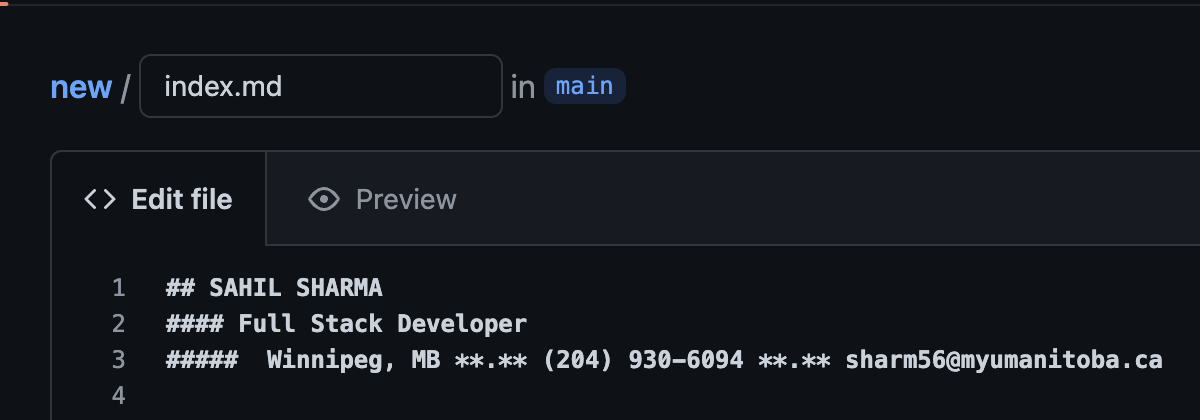 new / index.md in main
Edit file Preview
1 ## SAHIL SHARMA
2 #### Full Stack Developer
3 #####  Winnipeg, MB **.** (204) 930-6094 **.** sharm56@myumanitoba.ca
4